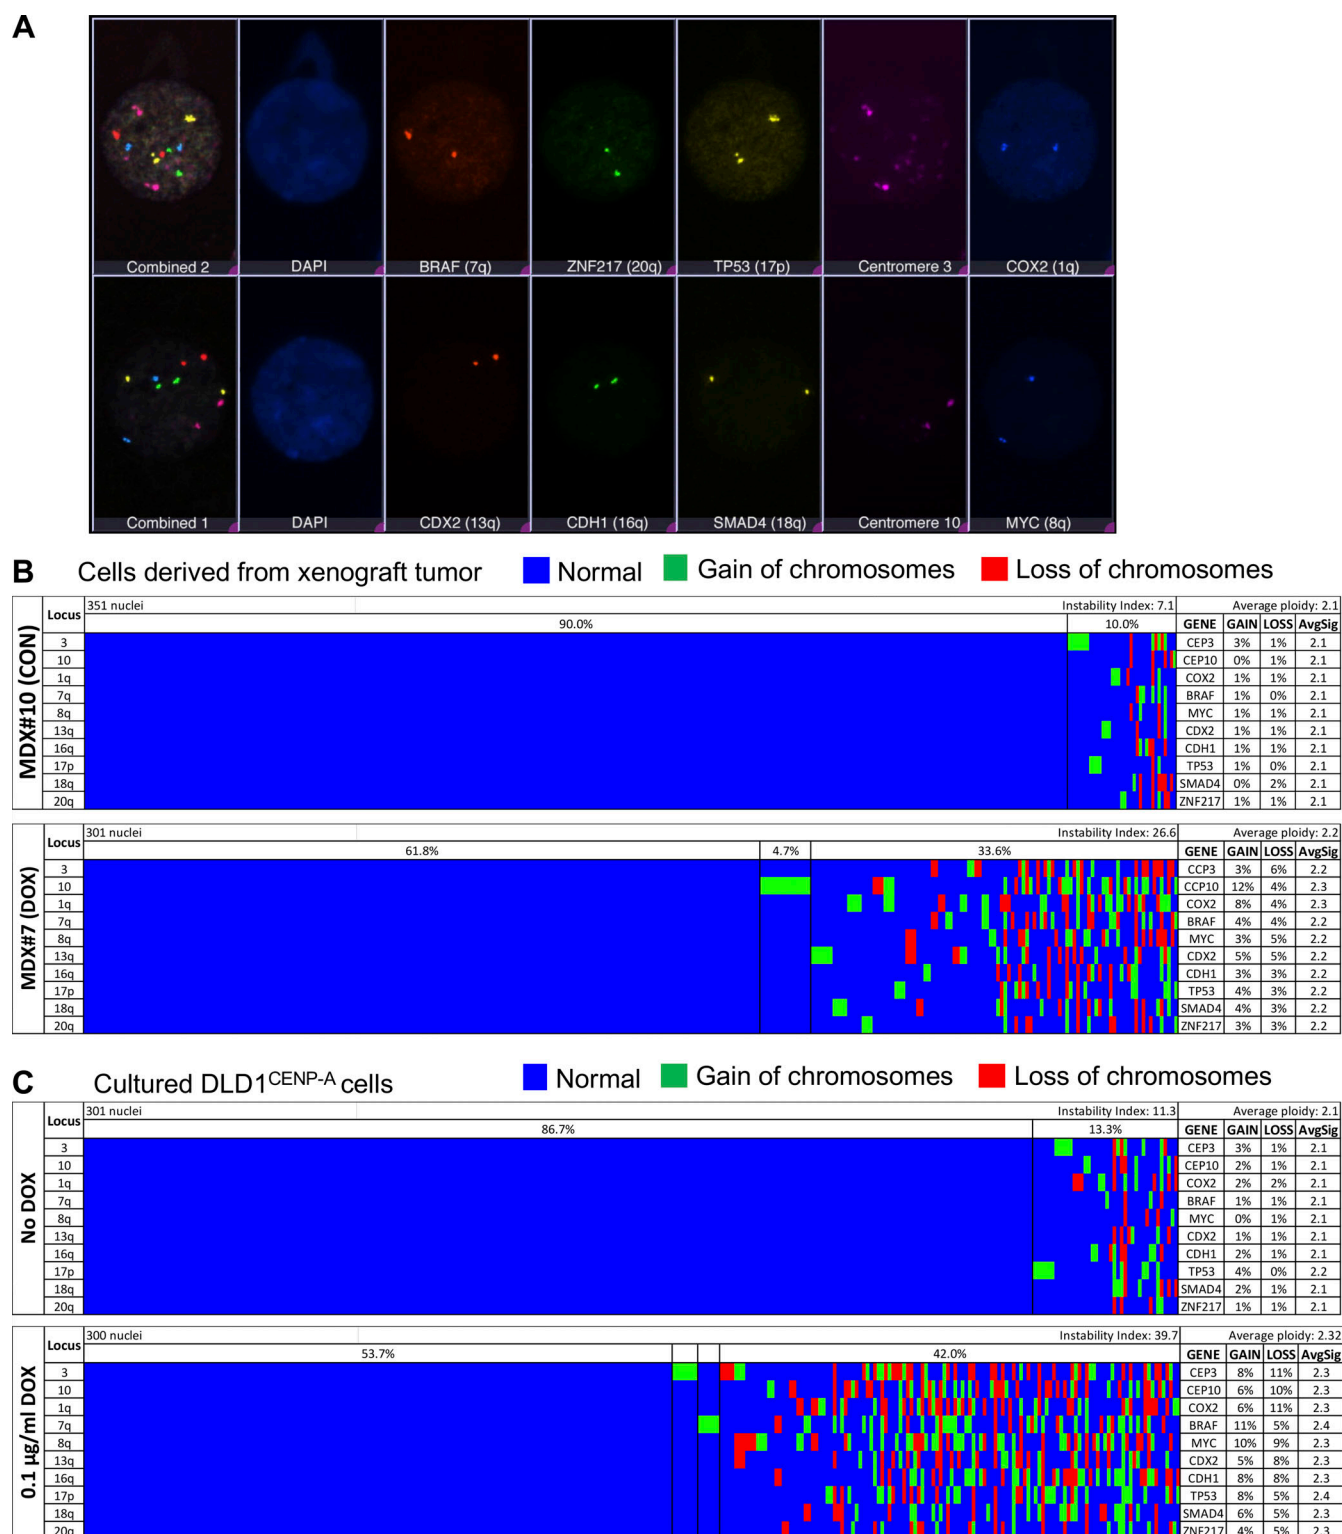 A
Combined 2 DAPI BRAF (7q) ZNF217 (20q) TP53 (17p) Centromere 3 COX2 (1q)
Combined 1 DAPI CDX2 (13q) CDH1 (16q) SMAD4 (18q) Centromere 10 MYC (8q)
B Cells derived from xenograft tumor Normal Gain of chromosomes Loss of chromosomes
MDX#10 (CON)
Locus 351 nuclei Instability Index: 7.1 Average ploidy: 2.1
90.0% 10.0% GENE GAIN LOSS AvgSig
3 CEP3 3% 1% 2.1
10 CEP10 0% 1% 2.1
1q COX2 1% 1% 2.1
7q BRAF 1% 0% 2.1
8q MYC 1% 1% 2.1
13q CDX2 1% 1% 2.1
16q CDH1 1% 1% 2.1
17p TP53 1% 0% 2.1
18q SMAD4 0% 2% 2.1
20q ZNF217 1% 1% 2.1
MDX#7 (DOX)
Locus 301 nuclei Instability Index: 26.6 Average ploidy: 2.2
61.8% 4.7% 33.6% GENE GAIN LOSS AvgSig
3 CCP3 3% 6% 2.2
10 CCP10 12% 4% 2.3
1q COX2 8% 4% 2.3
7q BRAF 4% 4% 2.2
8q MYC 3% 5% 2.2
13q CDX2 5% 5% 2.2
16q CDH1 3% 3% 2.2
17p TP53 4% 3% 2.2
18q SMAD4 4% 3% 2.2
20q ZNF217 3% 3% 2.2
C Cultured DLD1CENP-A cells Normal Gain of chromosomes Loss of chromosomes
No DOX
Locus 301 nuclei Instability Index: 11.3 Average ploidy: 2.1
86.7% 13.3% GENE GAIN LOSS AvgSig
3 CEP3 3% 1% 2.1
10 CEP10 2% 1% 2.1
1q COX2 2% 2% 2.1
7q BRAF 1% 1% 2.1
8q MYC 0% 1% 2.1
13q CDX2 1% 1% 2.1
16q CDH1 2% 1% 2.1
17p TP53 4% 0% 2.2
18q SMAD4 2% 1% 2.1
20q ZNF217 1% 1% 2.1
0.1 µg/ml DOX
Locus 300 nuclei Instability Index: 39.7 Average ploidy: 2.32
53.7% 42.0% GENE GAIN LOSS AvgSig
3 CEP3 8% 11% 2.3
10 CEP10 6% 10% 2.3
1q COX2 6% 11% 2.3
7q BRAF 11% 5% 2.4
8q MYC 10% 9% 2.3
13q CDX2 5% 8% 2.3
16q CDH1 8% 8% 2.3
17p TP53 8% 5% 2.4
18q SMAD4 6% 5% 2.3
20q ZNF217 4% 5% 2.3